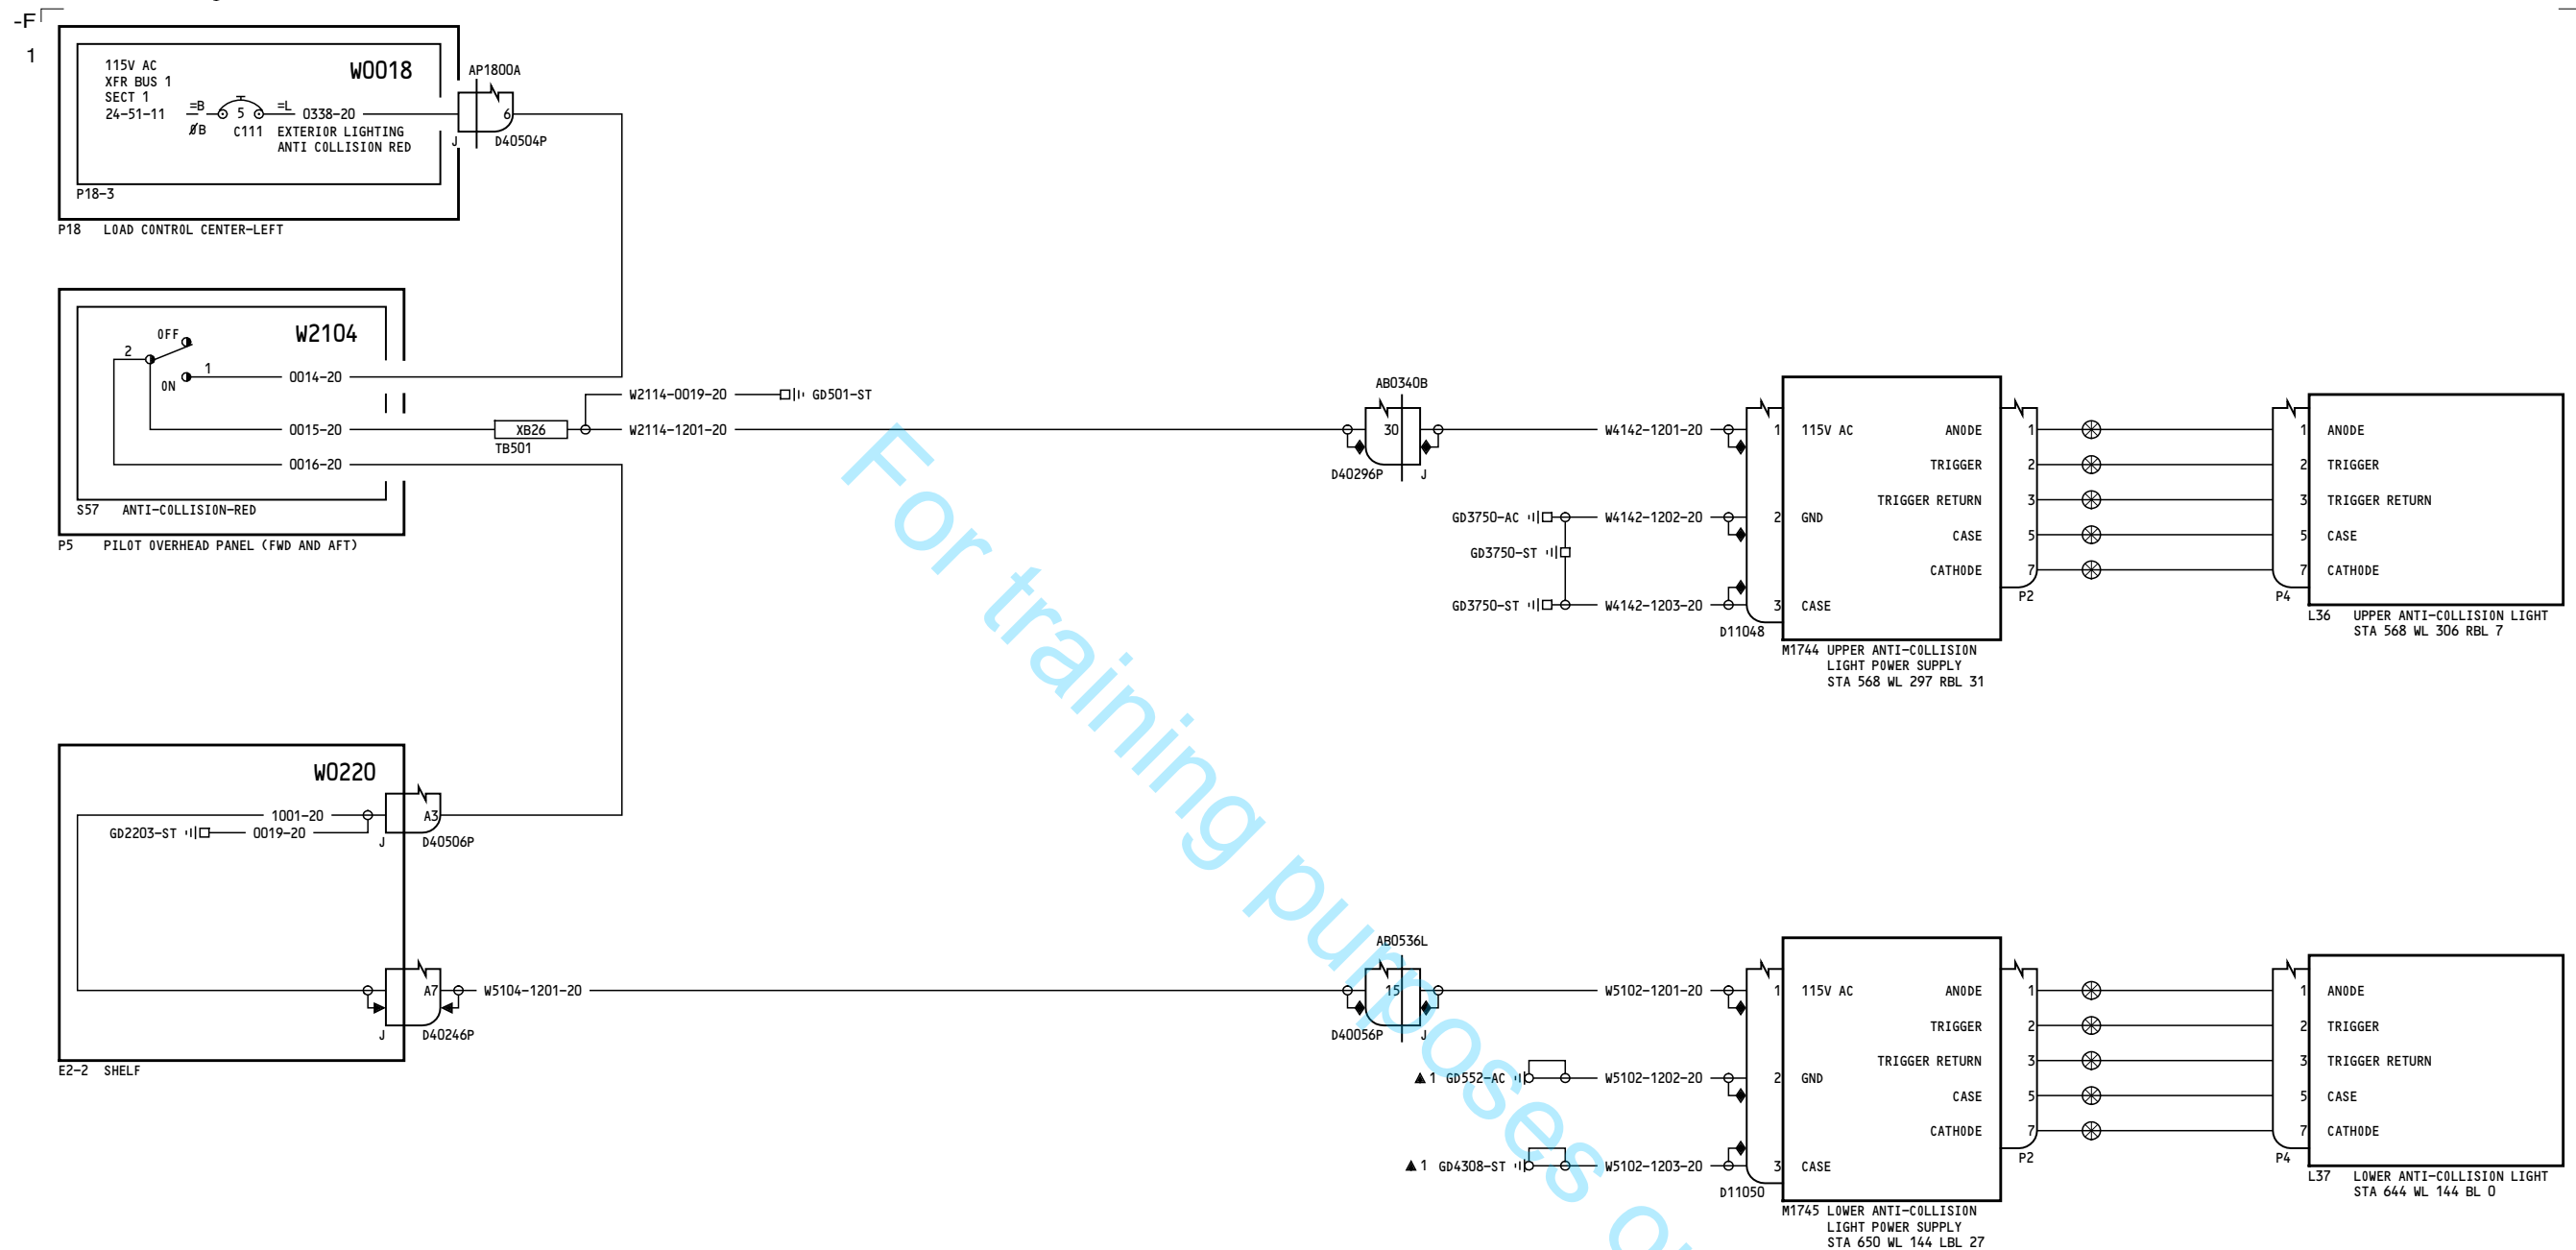 -F
1
115V AC
XFR BUS 1
SECT 1
24-51-11
=B
ØB
5
C111
=L
0338-20
EXTERIOR LIGHTING
ANTI COLLISION RED
W0018
AP1800A
6
J
D40504P
P18-3
P18 LOAD CONTROL CENTER-LEFT
W2104
OFF
2
ON
1
0014-20
0015-20
0016-20
S57 ANTI-COLLISION-RED
P5 PILOT OVERHEAD PANEL (FWD AND AFT)
XB26
TB501
W2114-0019-20
GD501-ST
W2114-1201-20
AB0340B
30
D40296P
J
W4142-1201-20
GD3750-AC
W4142-1202-20
GD3750-ST
GD3750-ST
W4142-1203-20
D11048
1 115V AC
2 GND
3 CASE
ANODE 1
TRIGGER 2
TRIGGER RETURN 3
CASE 5
CATHODE 7
P2
M1744 UPPER ANTI-COLLISION
LIGHT POWER SUPPLY
STA 568 WL 297 RBL 31
1 ANODE
2 TRIGGER
3 TRIGGER RETURN
5 CASE
7 CATHODE
P4
L36 UPPER ANTI-COLLISION LIGHT
STA 568 WL 306 RBL 7
W0220
1001-20
GD2203-ST
0019-20
A3
J
D40506P
A7
J
D40246P
E2-2 SHELF
W5104-1201-20
AB0536L
15
D40056P
J
W5102-1201-20
1 GD552-AC
W5102-1202-20
1 GD4308-ST
W5102-1203-20
D11050
1 115V AC
2 GND
3 CASE
ANODE 1
TRIGGER 2
TRIGGER RETURN 3
CASE 5
CATHODE 7
P2
M1745 LOWER ANTI-COLLISION
LIGHT POWER SUPPLY
STA 650 WL 144 LBL 27
1 ANODE
2 TRIGGER
3 TRIGGER RETURN
5 CASE
7 CATHODE
P4
L37 LOWER ANTI-COLLISION LIGHT
STA 644 WL 144 BL 0
For training purposes